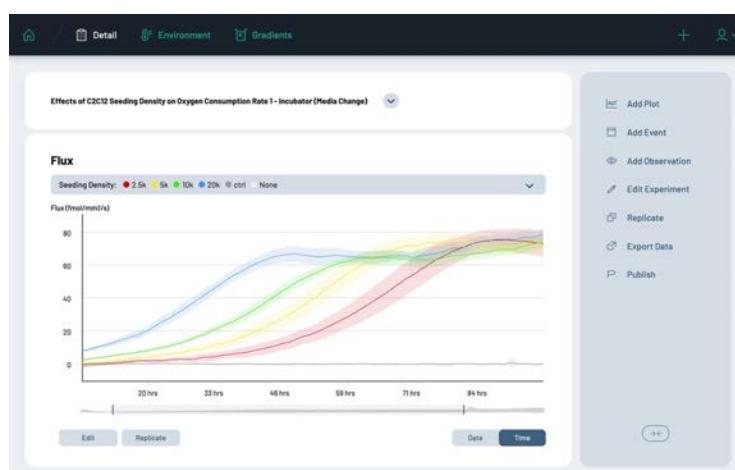 Detail Environment Gradients
Effects of C2C12 Seeding Density on Oxygen Consumption Rate 1 - Incubator (Media Change)
Add Plot
Add Event
Add Observation
Edit Experiment
Replicate
Export Data
Publish
Flux
Seeding Density: 2.5k 5k 10k 20k ctrl None
Flux (fmol/mm²/s)
80
60
40
20
0
20 hrs 33 hrs 46 hrs 59 hrs 71 hrs 84 hrs
Edit Replicate Date Time